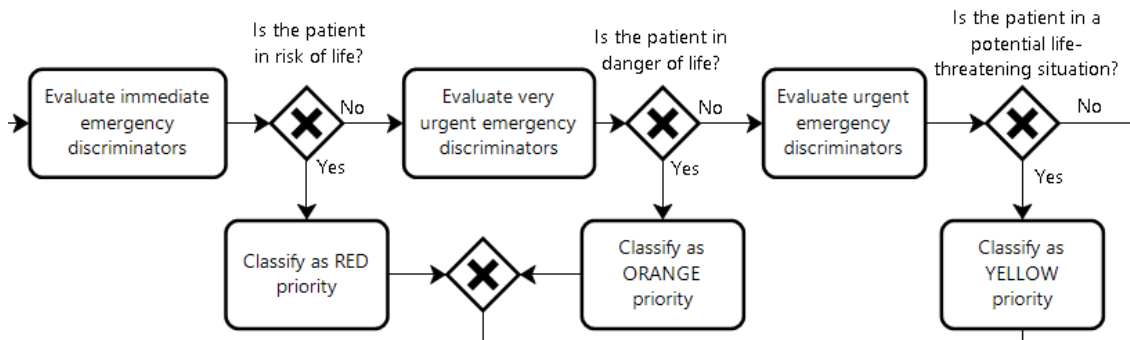 Is the patient
in risk of life?
Is the patient in
danger of life?
Is the patient in a
potential life-
threatening situation?
Evaluate immediate
emergency
discriminators
No
Evaluate very
urgent emergency
discriminators
No
Evaluate urgent
emergency
discriminators
No
Yes
Yes
Yes
Classify as RED
priority
Classify as
ORANGE
priority
Classify as
YELLOW
priority